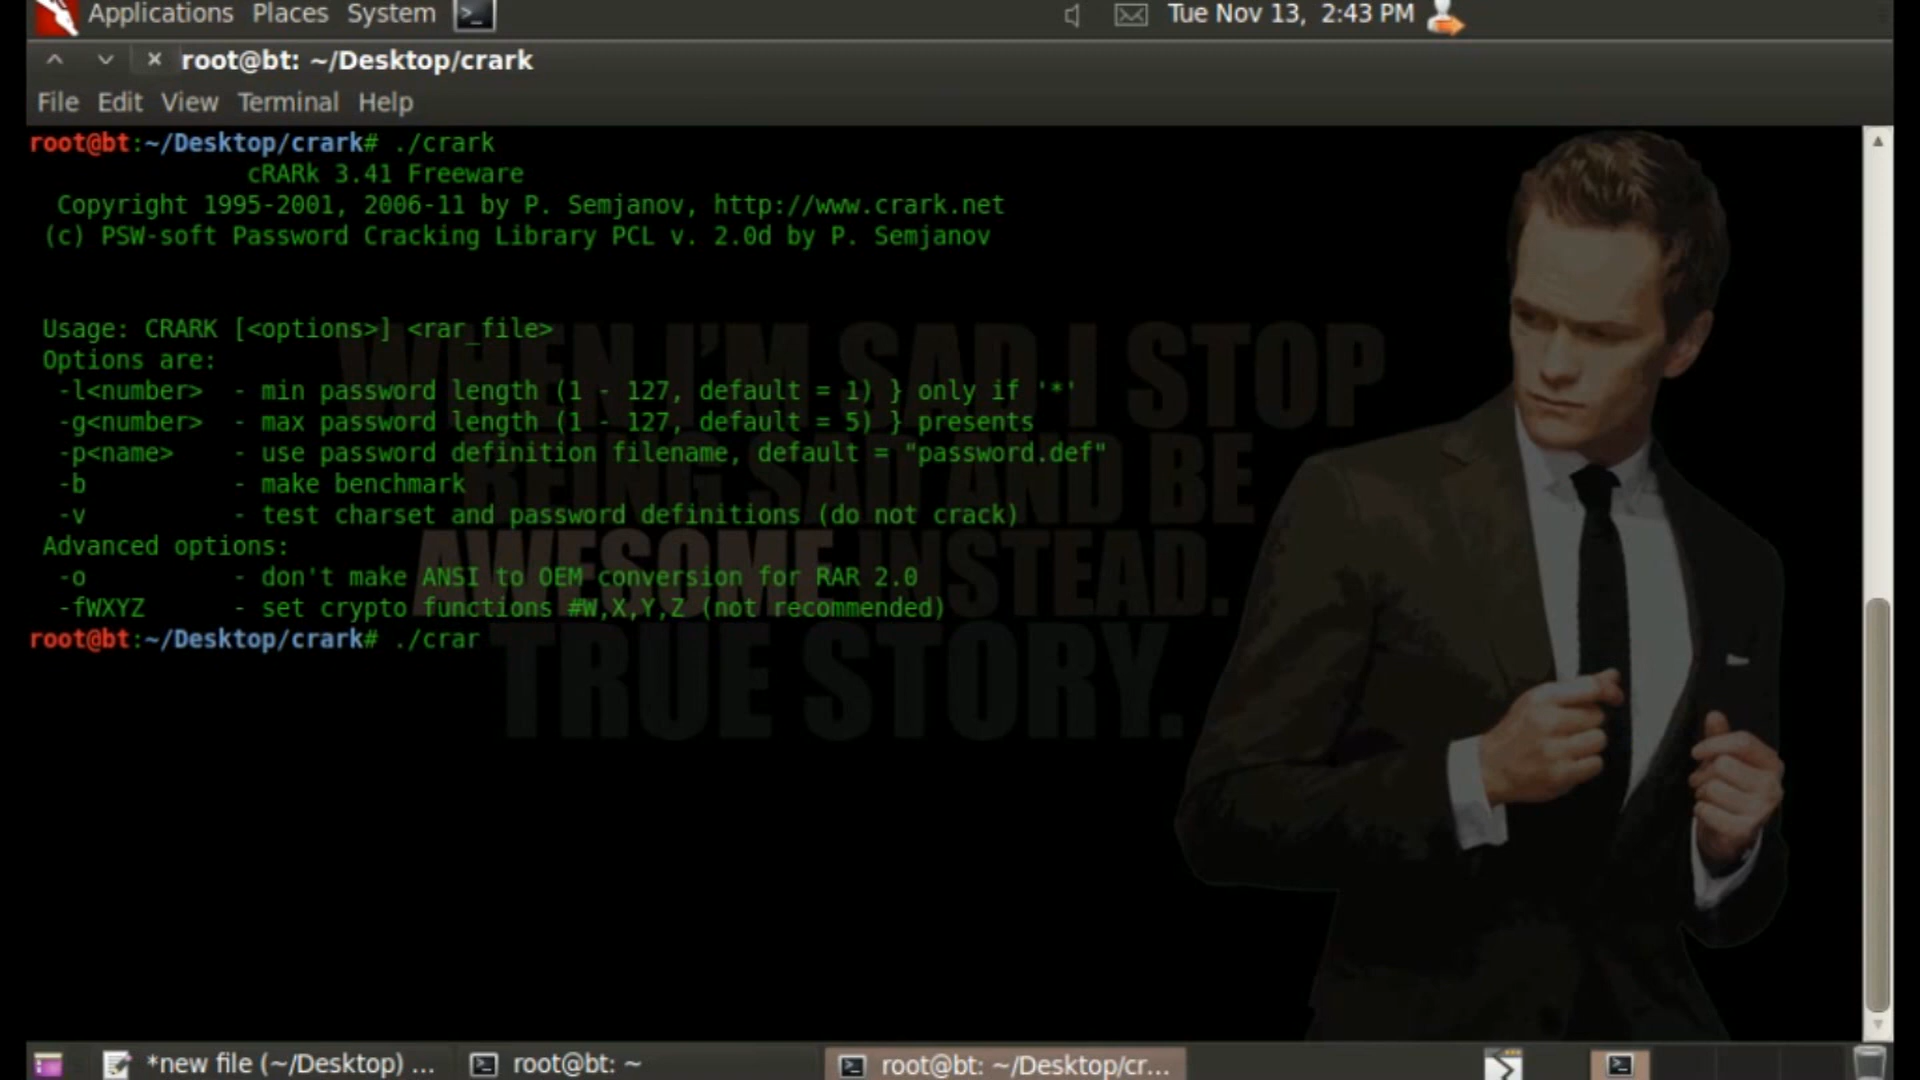 Applications Places System
Tue Nov 13, 2:43 PM
root@bt: ~/Desktop/crark
File Edit View Terminal Help
root@bt:~/Desktop/crark# ./crark
cRARk 3.41 Freeware
Copyright 1995-2001, 2006-11 by P. Semjanov, http://www.crark.net
(c) PSW-soft Password Cracking Library PCL v. 2.0d by P. Semjanov
Usage: CRARK [<options>] <rar_file>
Options are:
-l<number> - min password length (1 - 127, default = 1) } only if '*'
-g<number> - max password length (1 - 127, default = 5) } presents
-p<name> - use password definition filename, default = "password.def"
-b - make benchmark
-v - test charset and password definitions (do not crack)
Advanced options:
-o - don't make ANSI to OEM conversion for RAR 2.0
-fWXYZ - set crypto functions #W,X,Y,Z (not recommended)
root@bt:~/Desktop/crark# ./crar
WHEN I'M SAD I STOP
BEING SAD AND BE
AWESOME INSTEAD.
TRUE STORY.
*new file (~/Desktop) ...
root@bt: ~
root@bt: ~/Desktop/cr...